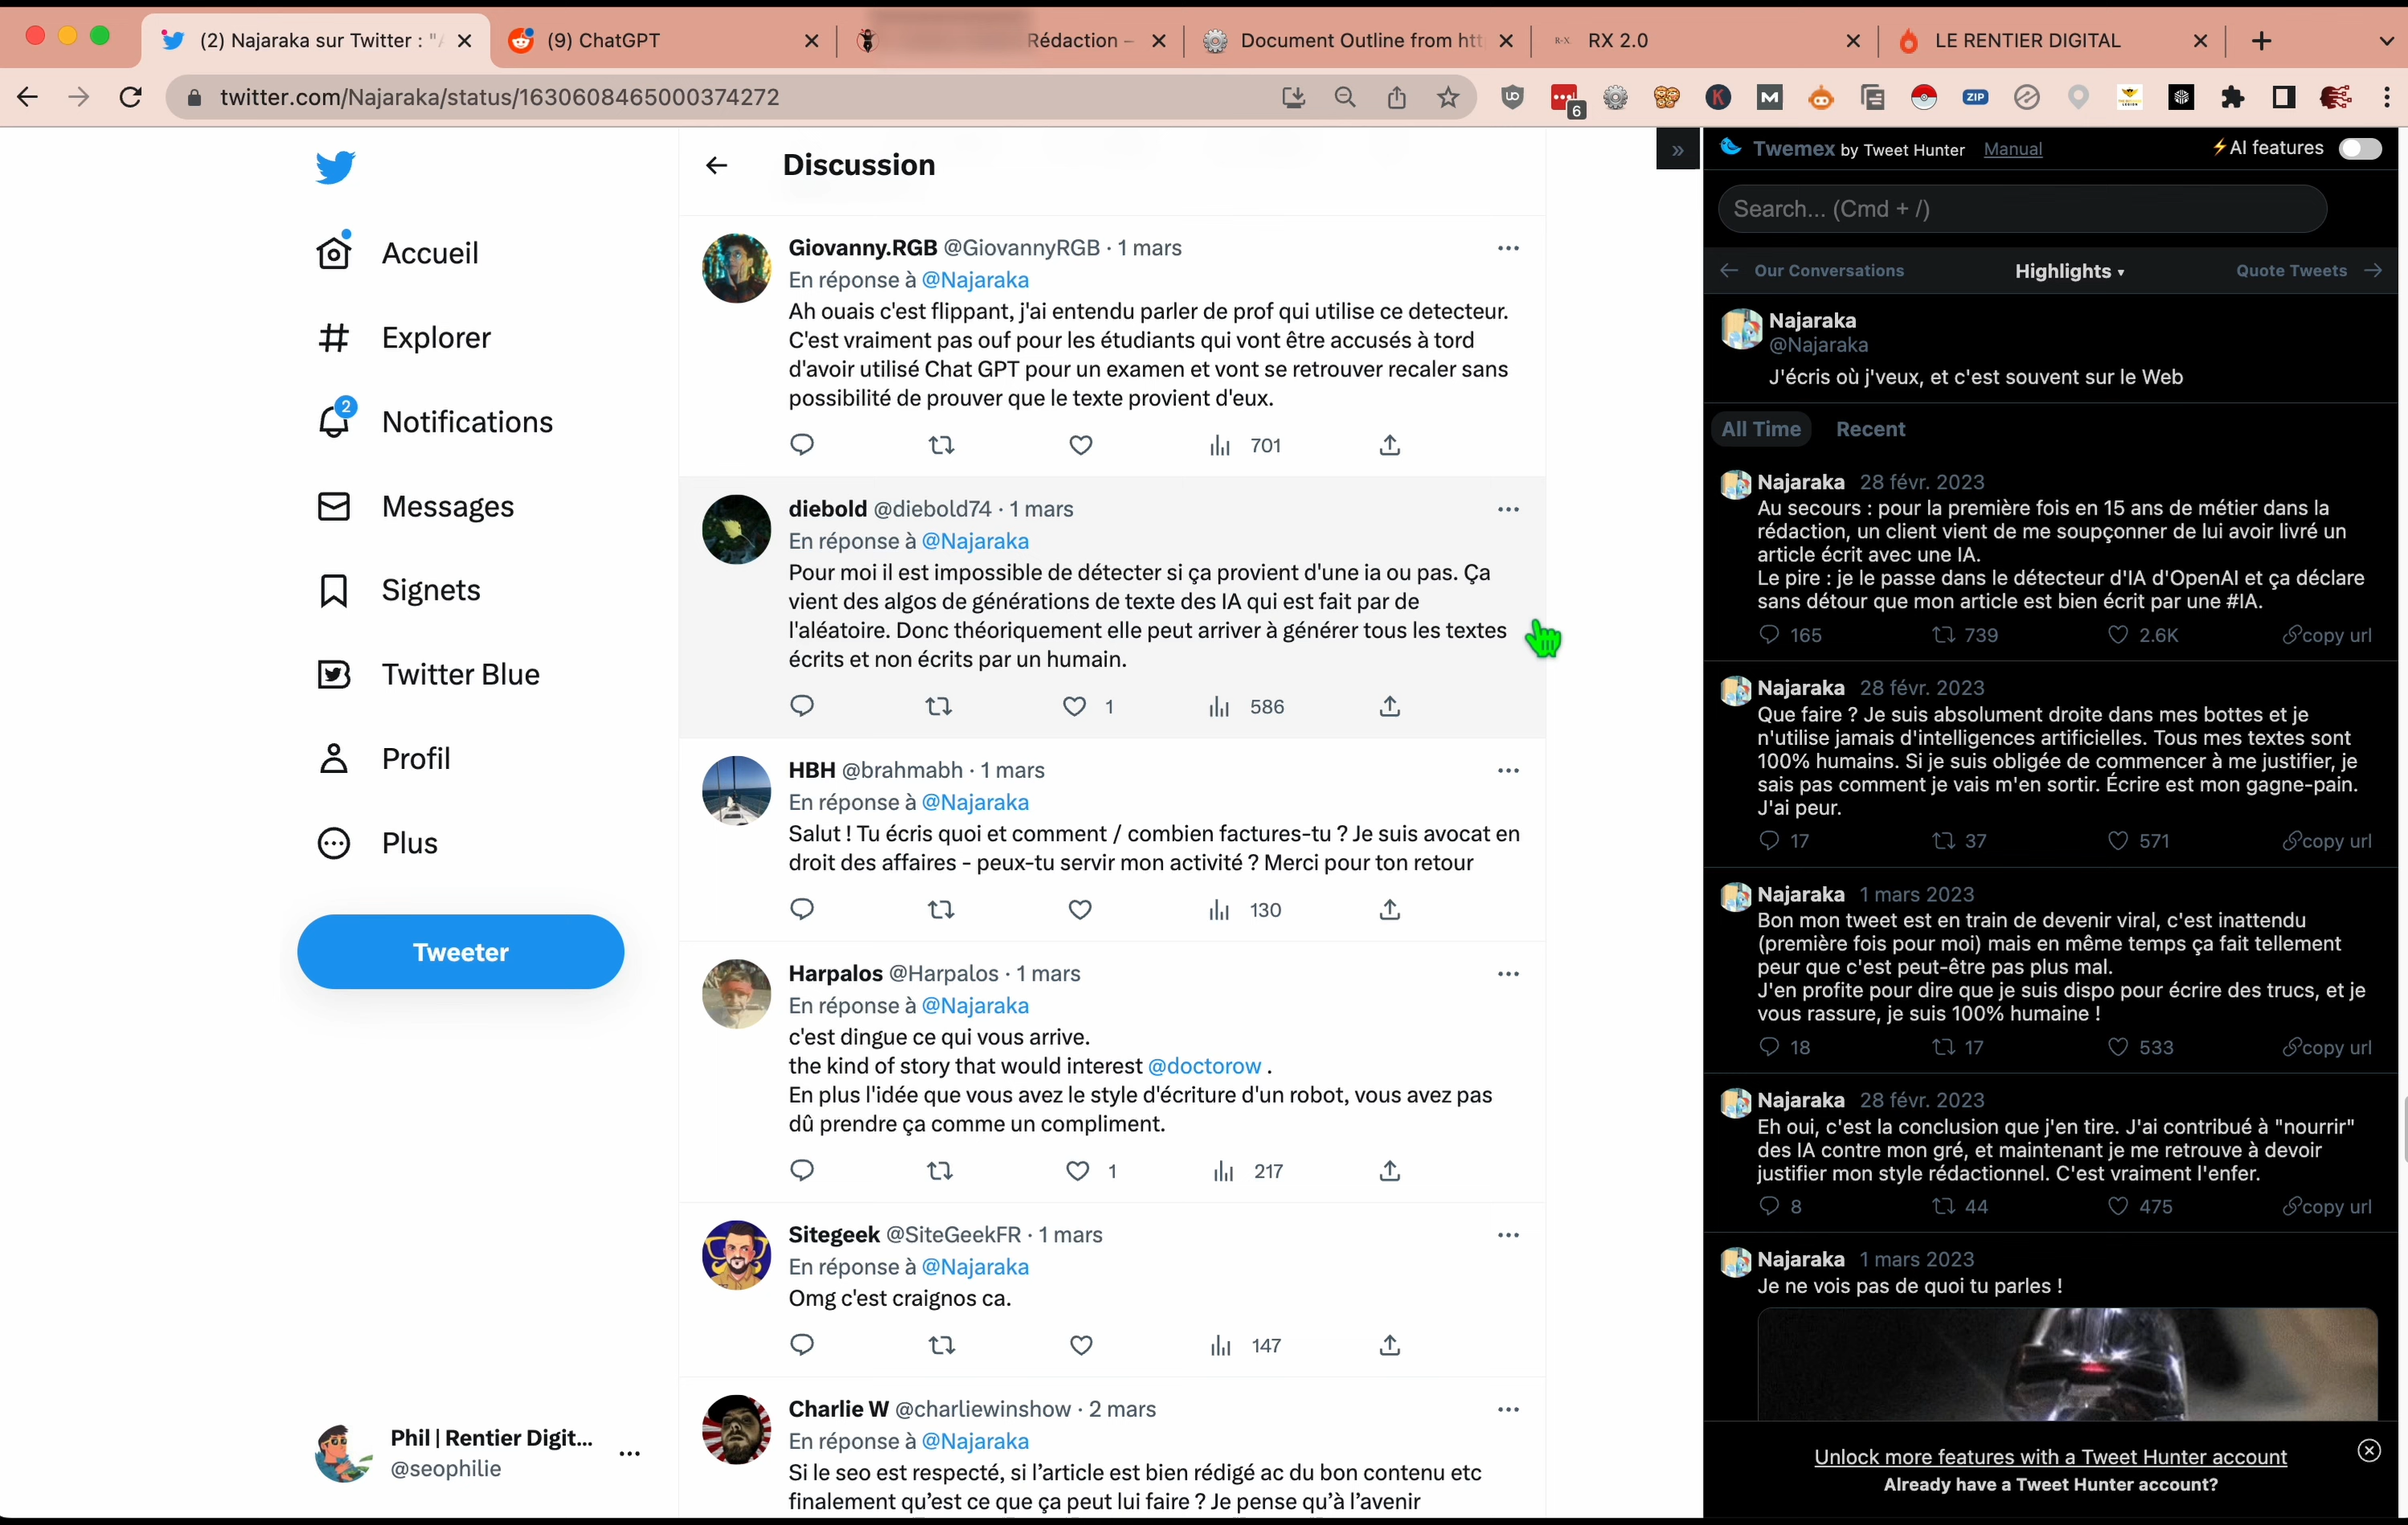 (2) Najaraka sur Twitter : "
(9) ChatGPT
Rédaction –
Document Outline from htt
RX 2.0
LE RENTIER DIGITAL
twitter.com/Najaraka/status/1630608465000374272
6
ZIP
Accueil
Explorer
2
Notifications
Messages
Signets
Twitter Blue
Profil
Plus
Tweeter
Phil | Rentier Digit...
@seophilie
Discussion
Giovanny.RGB @GiovannyRGB · 1 mars
En réponse à @Najaraka
Ah ouais c'est flippant, j'ai entendu parler de prof qui utilise ce detecteur.
C'est vraiment pas ouf pour les étudiants qui vont être accusés à tord
d'avoir utilisé Chat GPT pour un examen et vont se retrouver recaler sans
possibilité de prouver que le texte provient d'eux.
701
diebold @diebold74 · 1 mars
En réponse à @Najaraka
Pour moi il est impossible de détecter si ça provient d'une ia ou pas. Ça
vient des algos de générations de texte des IA qui est fait par de
l'aléatoire. Donc théoriquement elle peut arriver à générer tous les textes
écrits et non écrits par un humain.
1 586
HBH @brahmabh · 1 mars
En réponse à @Najaraka
Salut ! Tu écris quoi et comment / combien factures-tu ? Je suis avocat en
droit des affaires - peux-tu servir mon activité ? Merci pour ton retour
130
Harpalos @Harpalos · 1 mars
En réponse à @Najaraka
c'est dingue ce qui vous arrive.
the kind of story that would interest @doctorow .
En plus l'idée que vous avez le style d'écriture d'un robot, vous avez pas
dû prendre ça comme un compliment.
1 217
Sitegeek @SiteGeekFR · 1 mars
En réponse à @Najaraka
Omg c'est craignos ca.
147
Charlie W @charliewinshow · 2 mars
En réponse à @Najaraka
Si le seo est respecté, si l’article est bien rédigé ac du bon contenu etc
finalement qu’est ce que ça peut lui faire ? Je pense qu’à l’avenir
»
Twemex by Tweet Hunter Manual
⚡AI features
Search... (Cmd + /)
← Our Conversations
Highlights ▾
Quote Tweets →
Najaraka
@Najaraka
J'écris où j'veux, et c'est souvent sur le Web
All Time Recent
Najaraka 28 févr. 2023
Au secours : pour la première fois en 15 ans de métier dans la
rédaction, un client vient de me soupçonner de lui avoir livré un
article écrit avec une IA.
Le pire : je le passe dans le détecteur d'IA d'OpenAI et ça déclare
sans détour que mon article est bien écrit par une #IA.
165 739 2.6K copy url
Najaraka 28 févr. 2023
Que faire ? Je suis absolument droite dans mes bottes et je
n'utilise jamais d'intelligences artificielles. Tous mes textes sont
100% humains. Si je suis obligée de commencer à me justifier, je
sais pas comment je vais m'en sortir. Écrire est mon gagne-pain.
J'ai peur.
17 37 571 copy url
Najaraka 1 mars 2023
Bon mon tweet est en train de devenir viral, c'est inattendu
(première fois pour moi) mais en même temps ça fait tellement
peur que c'est peut-être pas plus mal.
J'en profite pour dire que je suis dispo pour écrire des trucs, et je
vous rassure, je suis 100% humaine !
18 17 533 copy url
Najaraka 28 févr. 2023
Eh oui, c'est la conclusion que j'en tire. J'ai contribué à "nourrir"
des IA contre mon gré, et maintenant je me retrouve à devoir
justifier mon style rédactionnel. C'est vraiment l'enfer.
8 44 475 copy url
Najaraka 1 mars 2023
Je ne vois pas de quoi tu parles !
Unlock more features with a Tweet Hunter account
Already have a Tweet Hunter account?